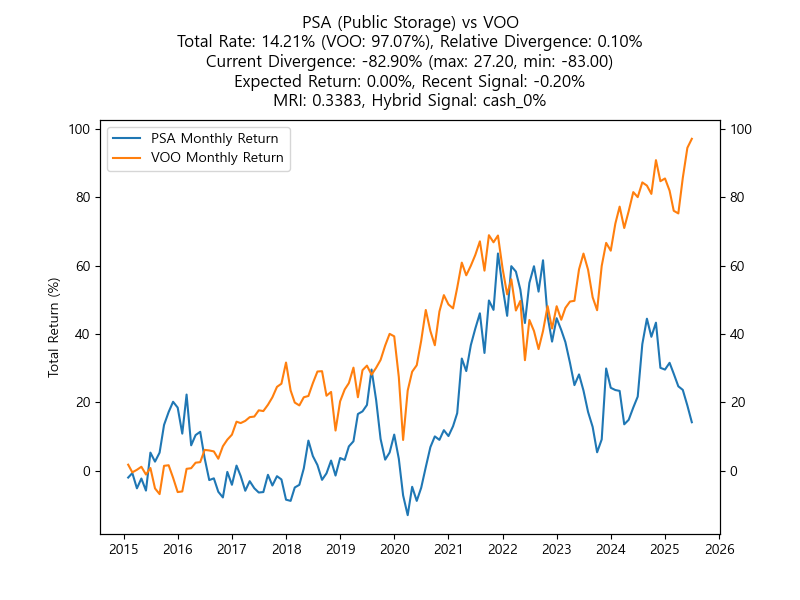 PSA (Public Storage) vs VOO
Total Rate: 14.21% (VOO: 97.07%), Relative Divergence: 0.10%
Current Divergence: -82.90% (max: 27.20, min: -83.00)
Expected Return: 0.00%, Recent Signal: -0.20%
MRI: 0.3383, Hybrid Signal: cash_0%
PSA Monthly Return
VOO Monthly Return
Total Return (%)
100
80
60
40
20
0
100
80
60
40
20
0
2015 2016 2017 2018 2019 2020 2021 2022 2023 2024 2025 2026